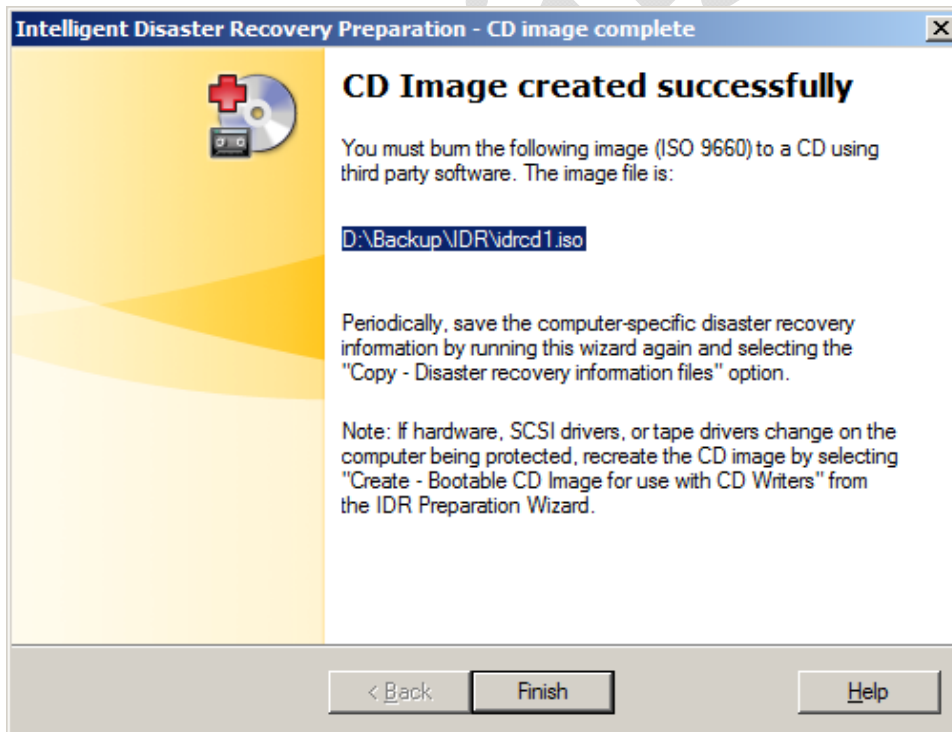 Intelligent Disaster Recovery Preparation - CD image complete
CD Image created successfully
You must burn the following image (ISO 9660) to a CD using
third party software. The image file is:
D:\Backup\IDR\idrcd1.iso
Periodically, save the computer-specific disaster recovery
information by running this wizard again and selecting the
"Copy - Disaster recovery information files" option.
Note: If hardware, SCSI drivers, or tape drivers change on the
computer being protected, recreate the CD image by selecting
"Create - Bootable CD Image for use with CD Writers" from
the IDR Preparation Wizard.
< Back
Finish
Help